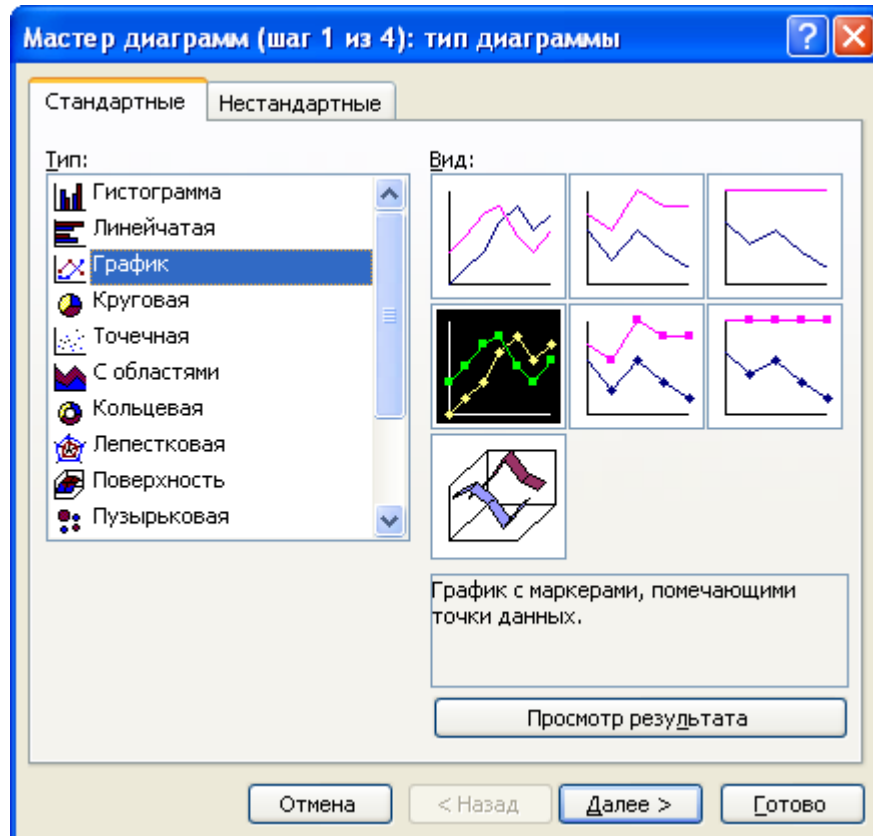 Мастер диаграмм (шаг 1 из 4): тип диаграммы
Стандартные
Нестандартные
Тип:
Гистограмма
Линейчатая
График
Круговая
Точечная
С областями
Кольцевая
Лепестковая
Поверхность
Пузырьковая
Вид:
График с маркерами, помечающими
точки данных.
Просмотр результата
Отмена
< Назад
Далее >
Готово